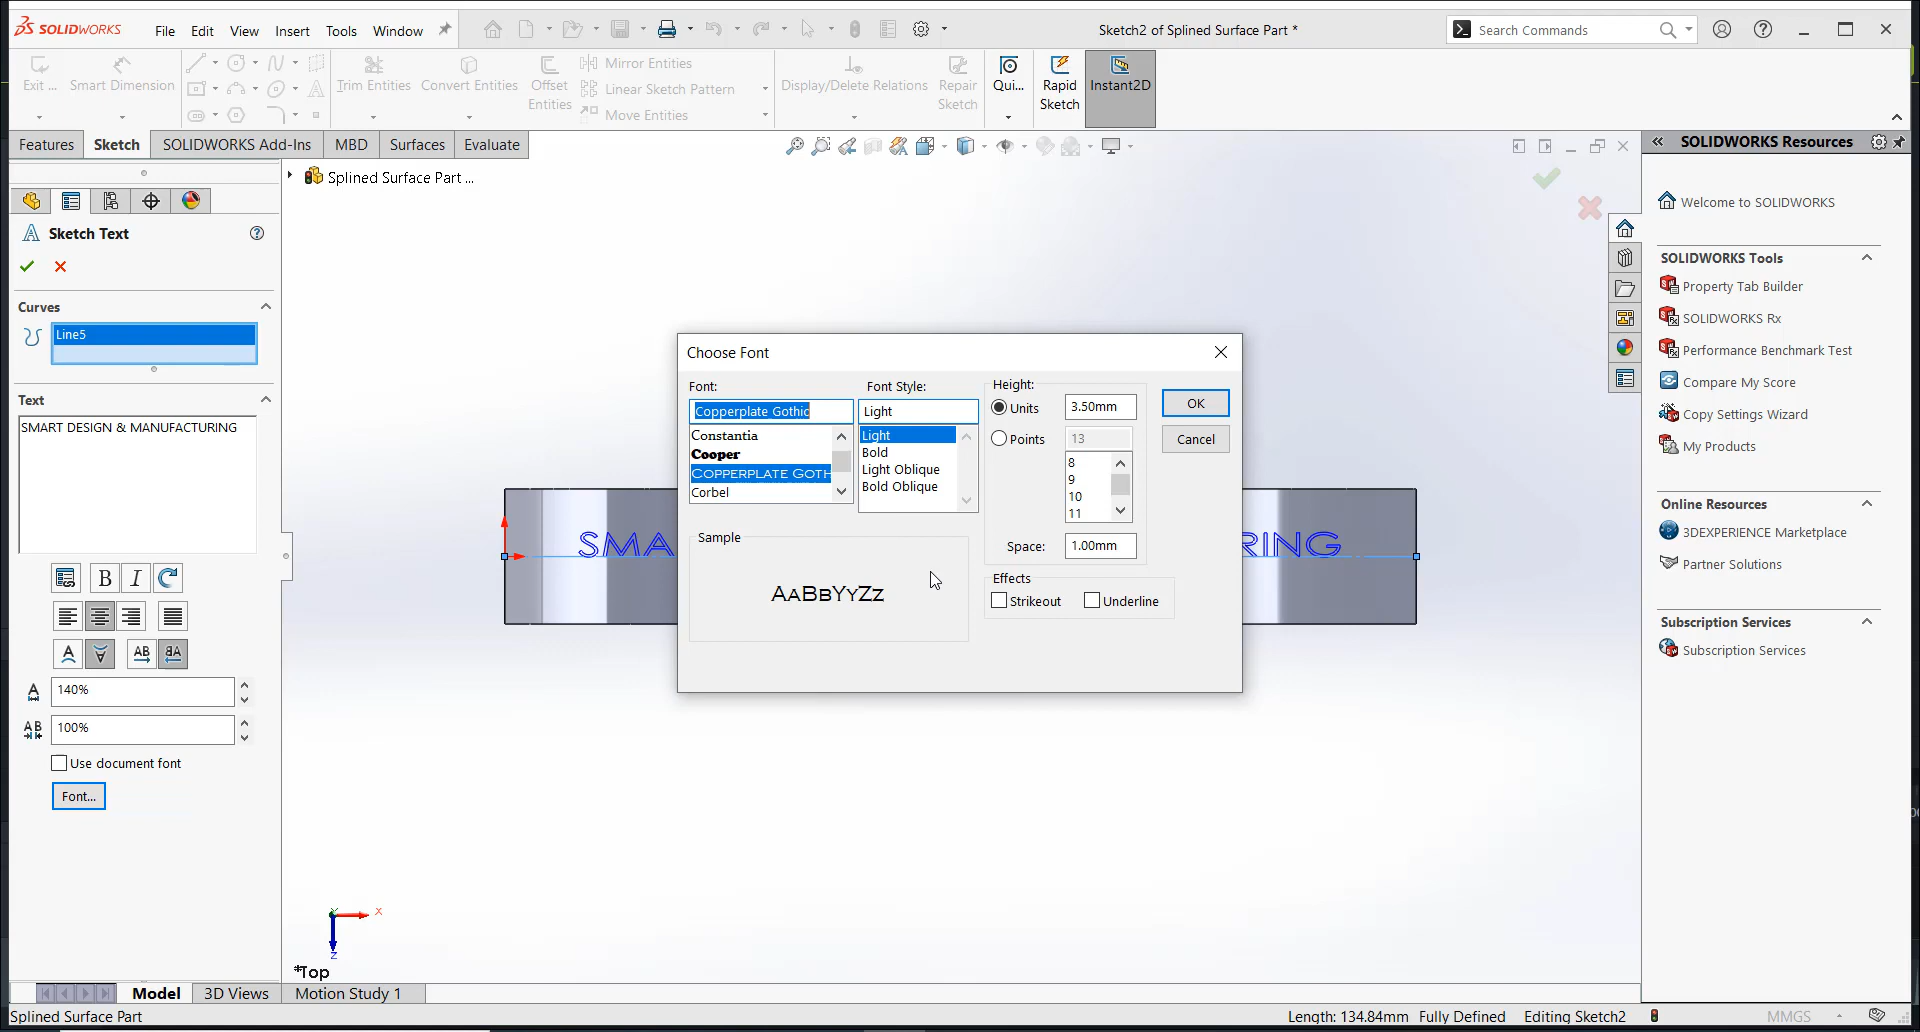 SOLIDWORKS File Edit View Insert Tools Window Sketch2 of Splined Surface Part * Search Commands
Exit ... Smart Dimension Trim Entities Convert Entities Offset Entities Mirror Entities Linear Sketch Pattern Move Entities Display/Delete Relations Repair Sketch Qui... Rapid Sketch Instant2D
Features Sketch SOLIDWORKS Add-Ins MBD Surfaces Evaluate
SOLIDWORKS Resources
Splined Surface Part ...
Sketch Text
Curves
Line5
Text
SMART DESIGN & MANUFACTURING
B I
AB AB
140%
AB
100%
Use document font
Font...
Choose Font
Font: Font Style: Height:
Copperplate Gothic Light Units 3.50mm OK
Constantia Light Points 13 Cancel
Cooper Bold
COPPERPLATE GOTH Light Oblique
Corbel Bold Oblique
8
9
10
11
Sample
Space: 1.00mm
AABBYYZZ
Effects
Strikeout Underline
SMA RING
Welcome to SOLIDWORKS
SOLIDWORKS Tools
Property Tab Builder
SOLIDWORKS Rx
Performance Benchmark Test
Compare My Score
Copy Settings Wizard
My Products
Online Resources
3DEXPERIENCE Marketplace
Partner Solutions
Subscription Services
Subscription Services
Y X
Z
*Top
Model 3D Views Motion Study 1
Splined Surface Part Length: 134.84mm Fully Defined Editing Sketch2 MMGS